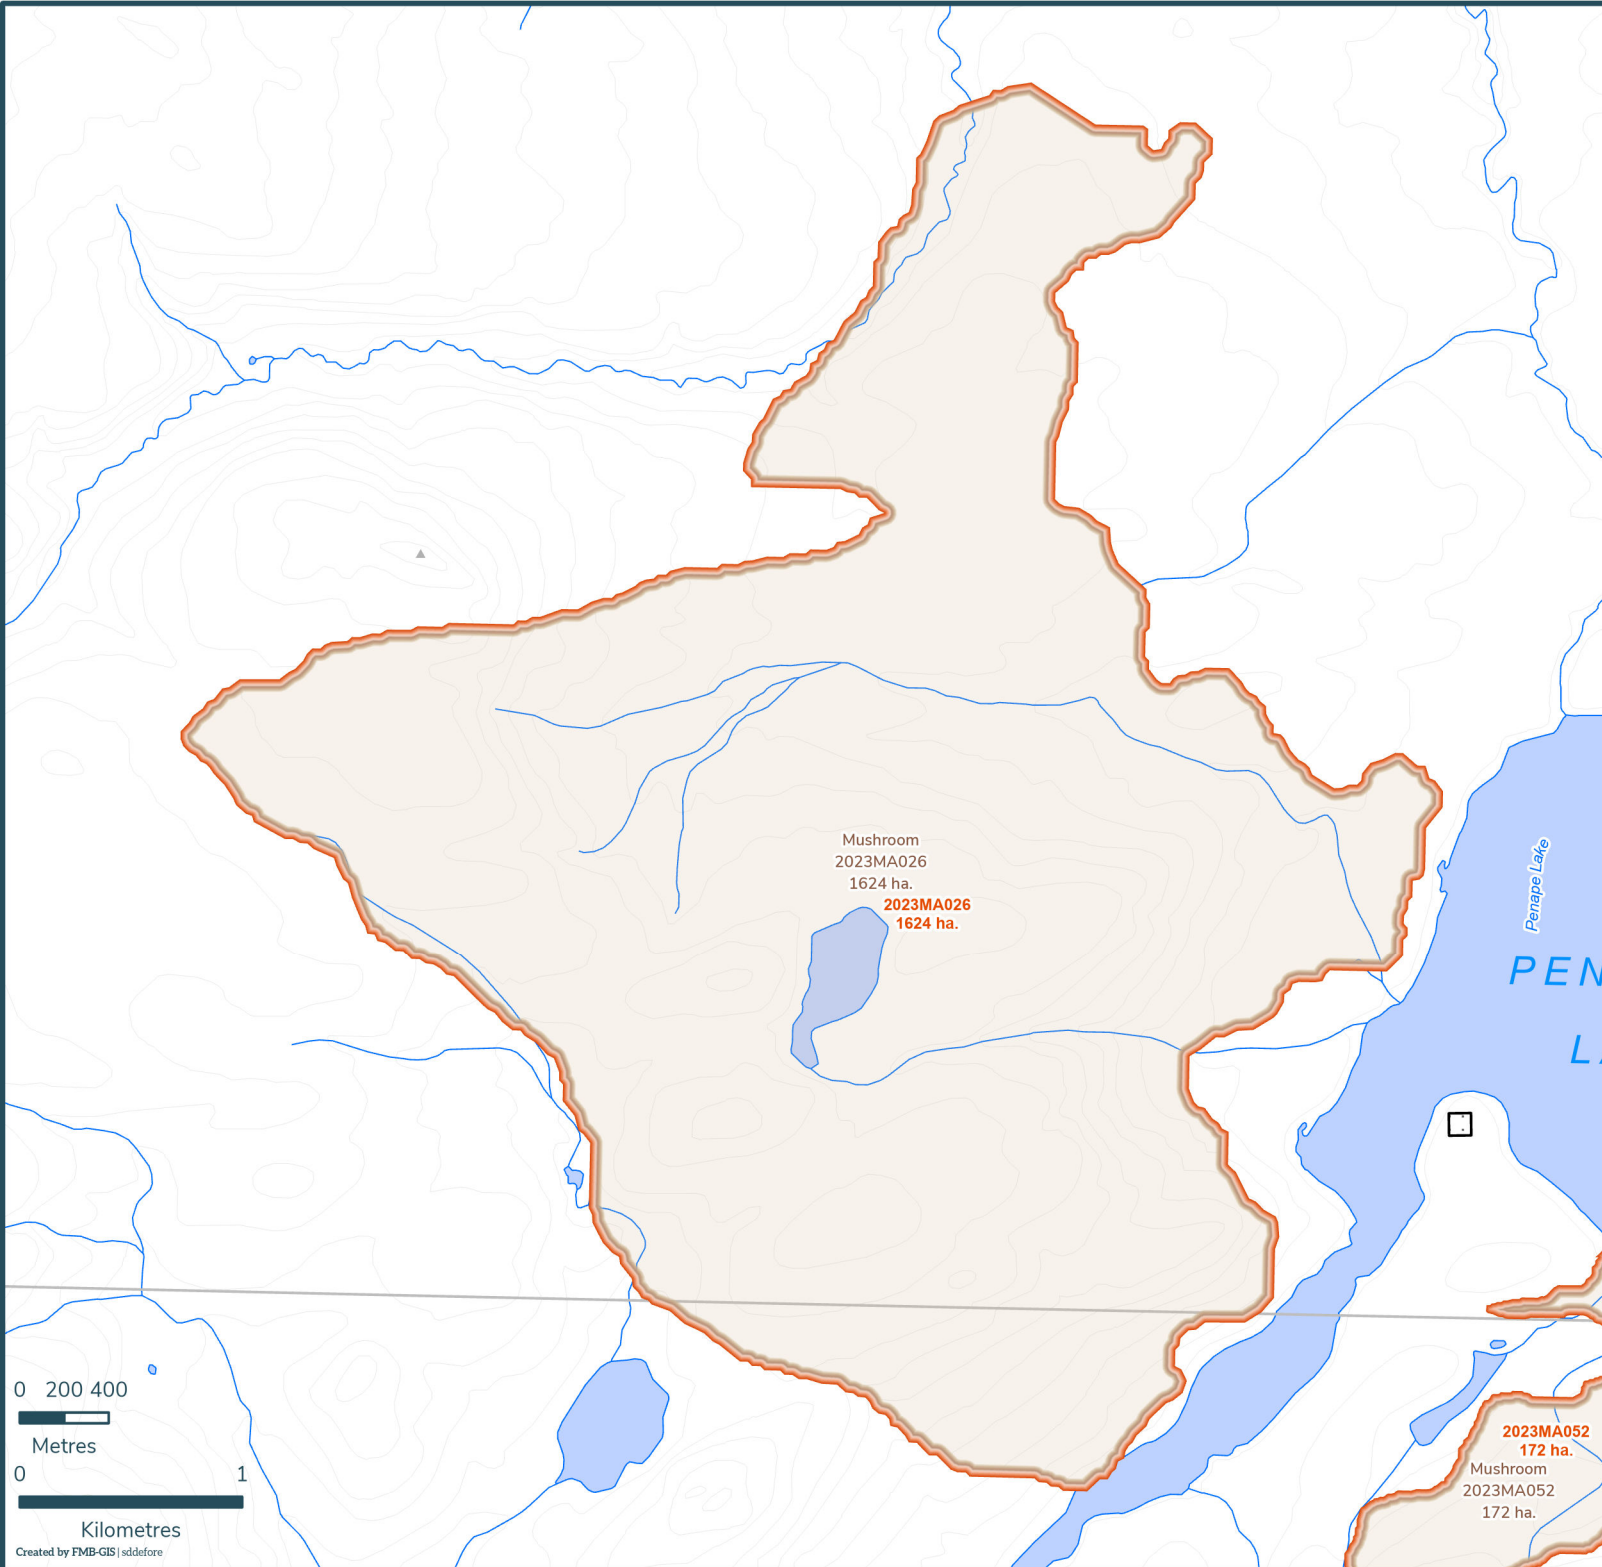 Mushroom
2023MA026
1624 ha.
2023MA026
1624 ha.
Penape Lake
PEN
L
0 200 400
Metres
0 1
Kilometres
Created by FMB-GIS | sddefore
2023MA052
172 ha.
Mushroom
2023MA052
172 ha.